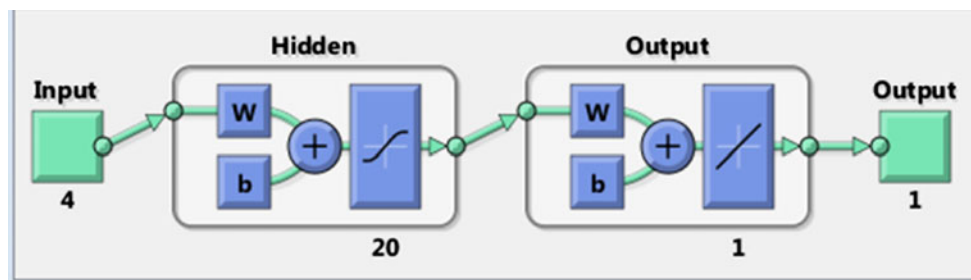 Hidden Output
Input Output
W W
+ +
b b
4 1
20 1